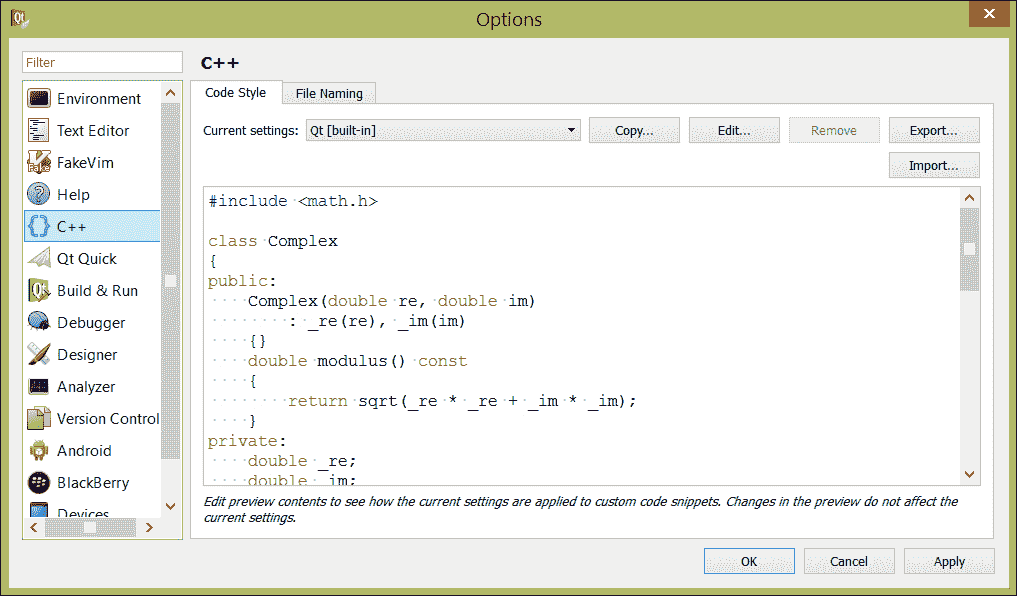 Options
Filter
Environment
Text Editor
FakeVim
Help
C++
Qt Quick
Build & Run
Debugger
Designer
Analyzer
Version Control
Android
BlackBerry
Devices
C++
Code Style
File Naming
Current settings: Qt [built-in] Copy... Edit... Remove Export...
Import...
#include <math.h>
class Complex
{
public:
    Complex(double re, double im)
        : _re(re), _im(im)
    {}
    double modulus() const
    {
        return sqrt(_re * _re + _im * _im);
    }
private:
    double _re;
    double _im;
Edit preview contents to see how the current settings are applied to custom code snippets. Changes in the preview do not affect the
current settings.
OK Cancel Apply